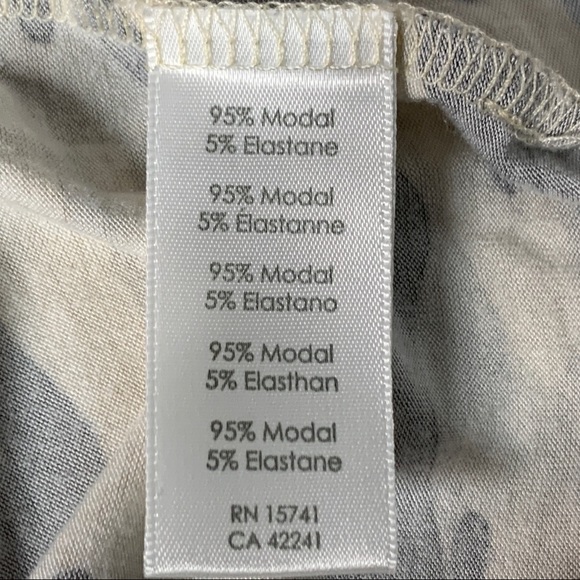 95% Modal
5% Elastane
95% Modal
5% Elastanne
95% Modal
5% Elastano
95% Modal
5% Elasthan
95% Modal
5% Elastane
RN 15741
CA 42241